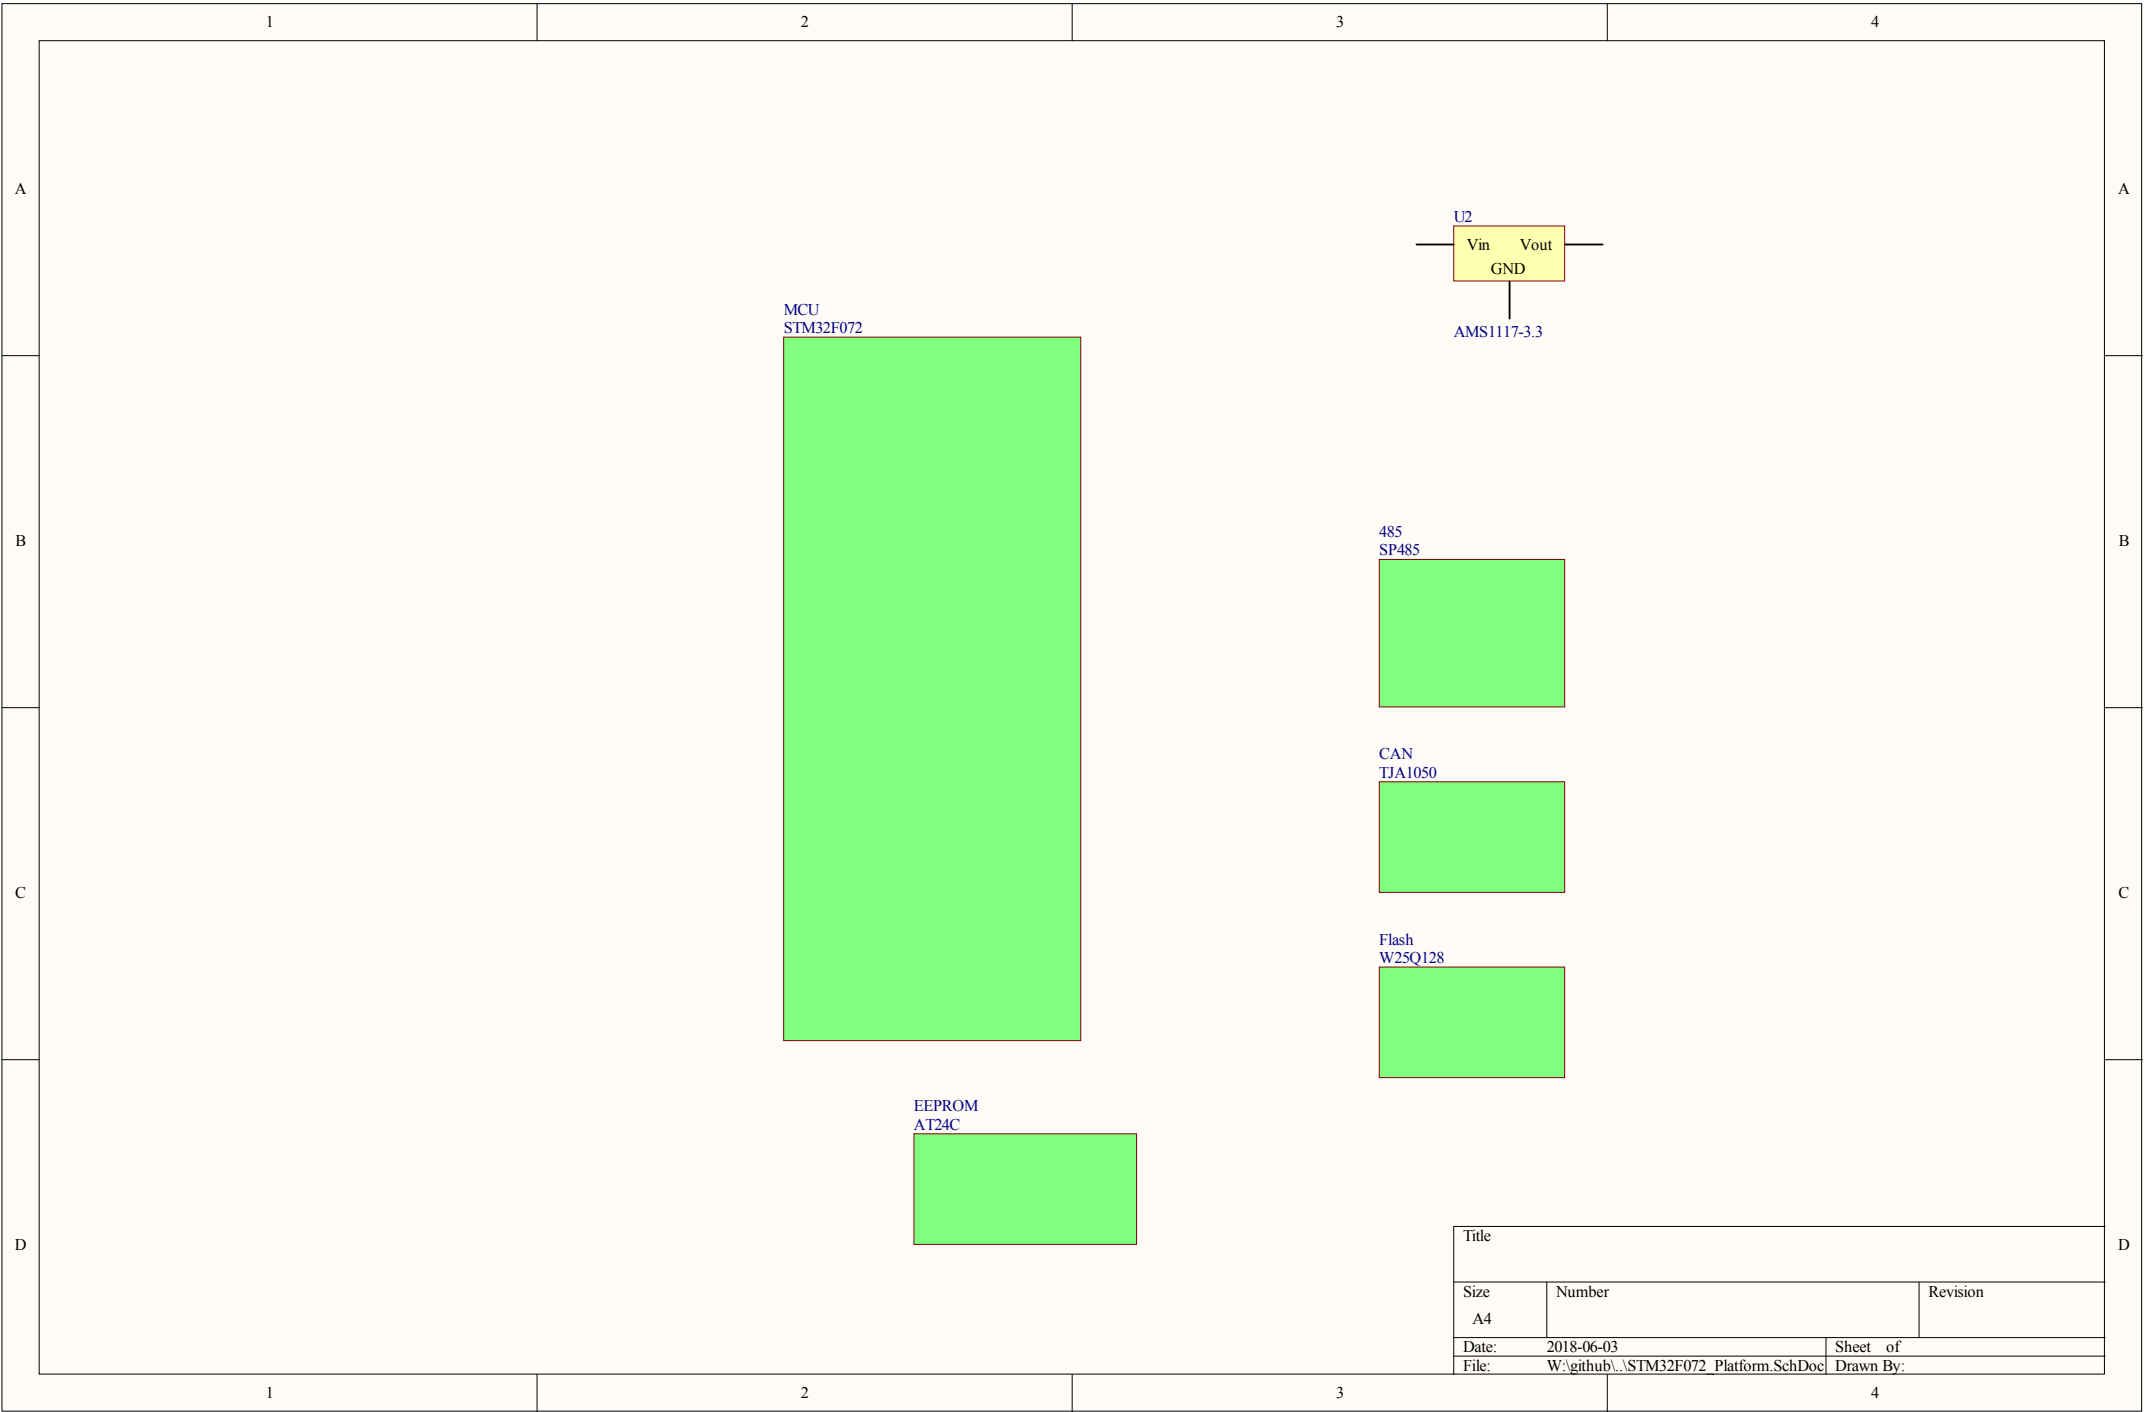 1 2 3 4
A A
U2
Vin Vout
GND
AMS1117-3.3
MCU
STM32F072
485
SP485
B B
CAN
TJA1050
C C
Flash
W25Q128
EEPROM
AT24C
D D
Title
Size Number Revision
A4
Date: 2018-06-03 Sheet of
File: W:\github\..\STM32F072_Platform.SchDoc Drawn By:
1 2 3 4